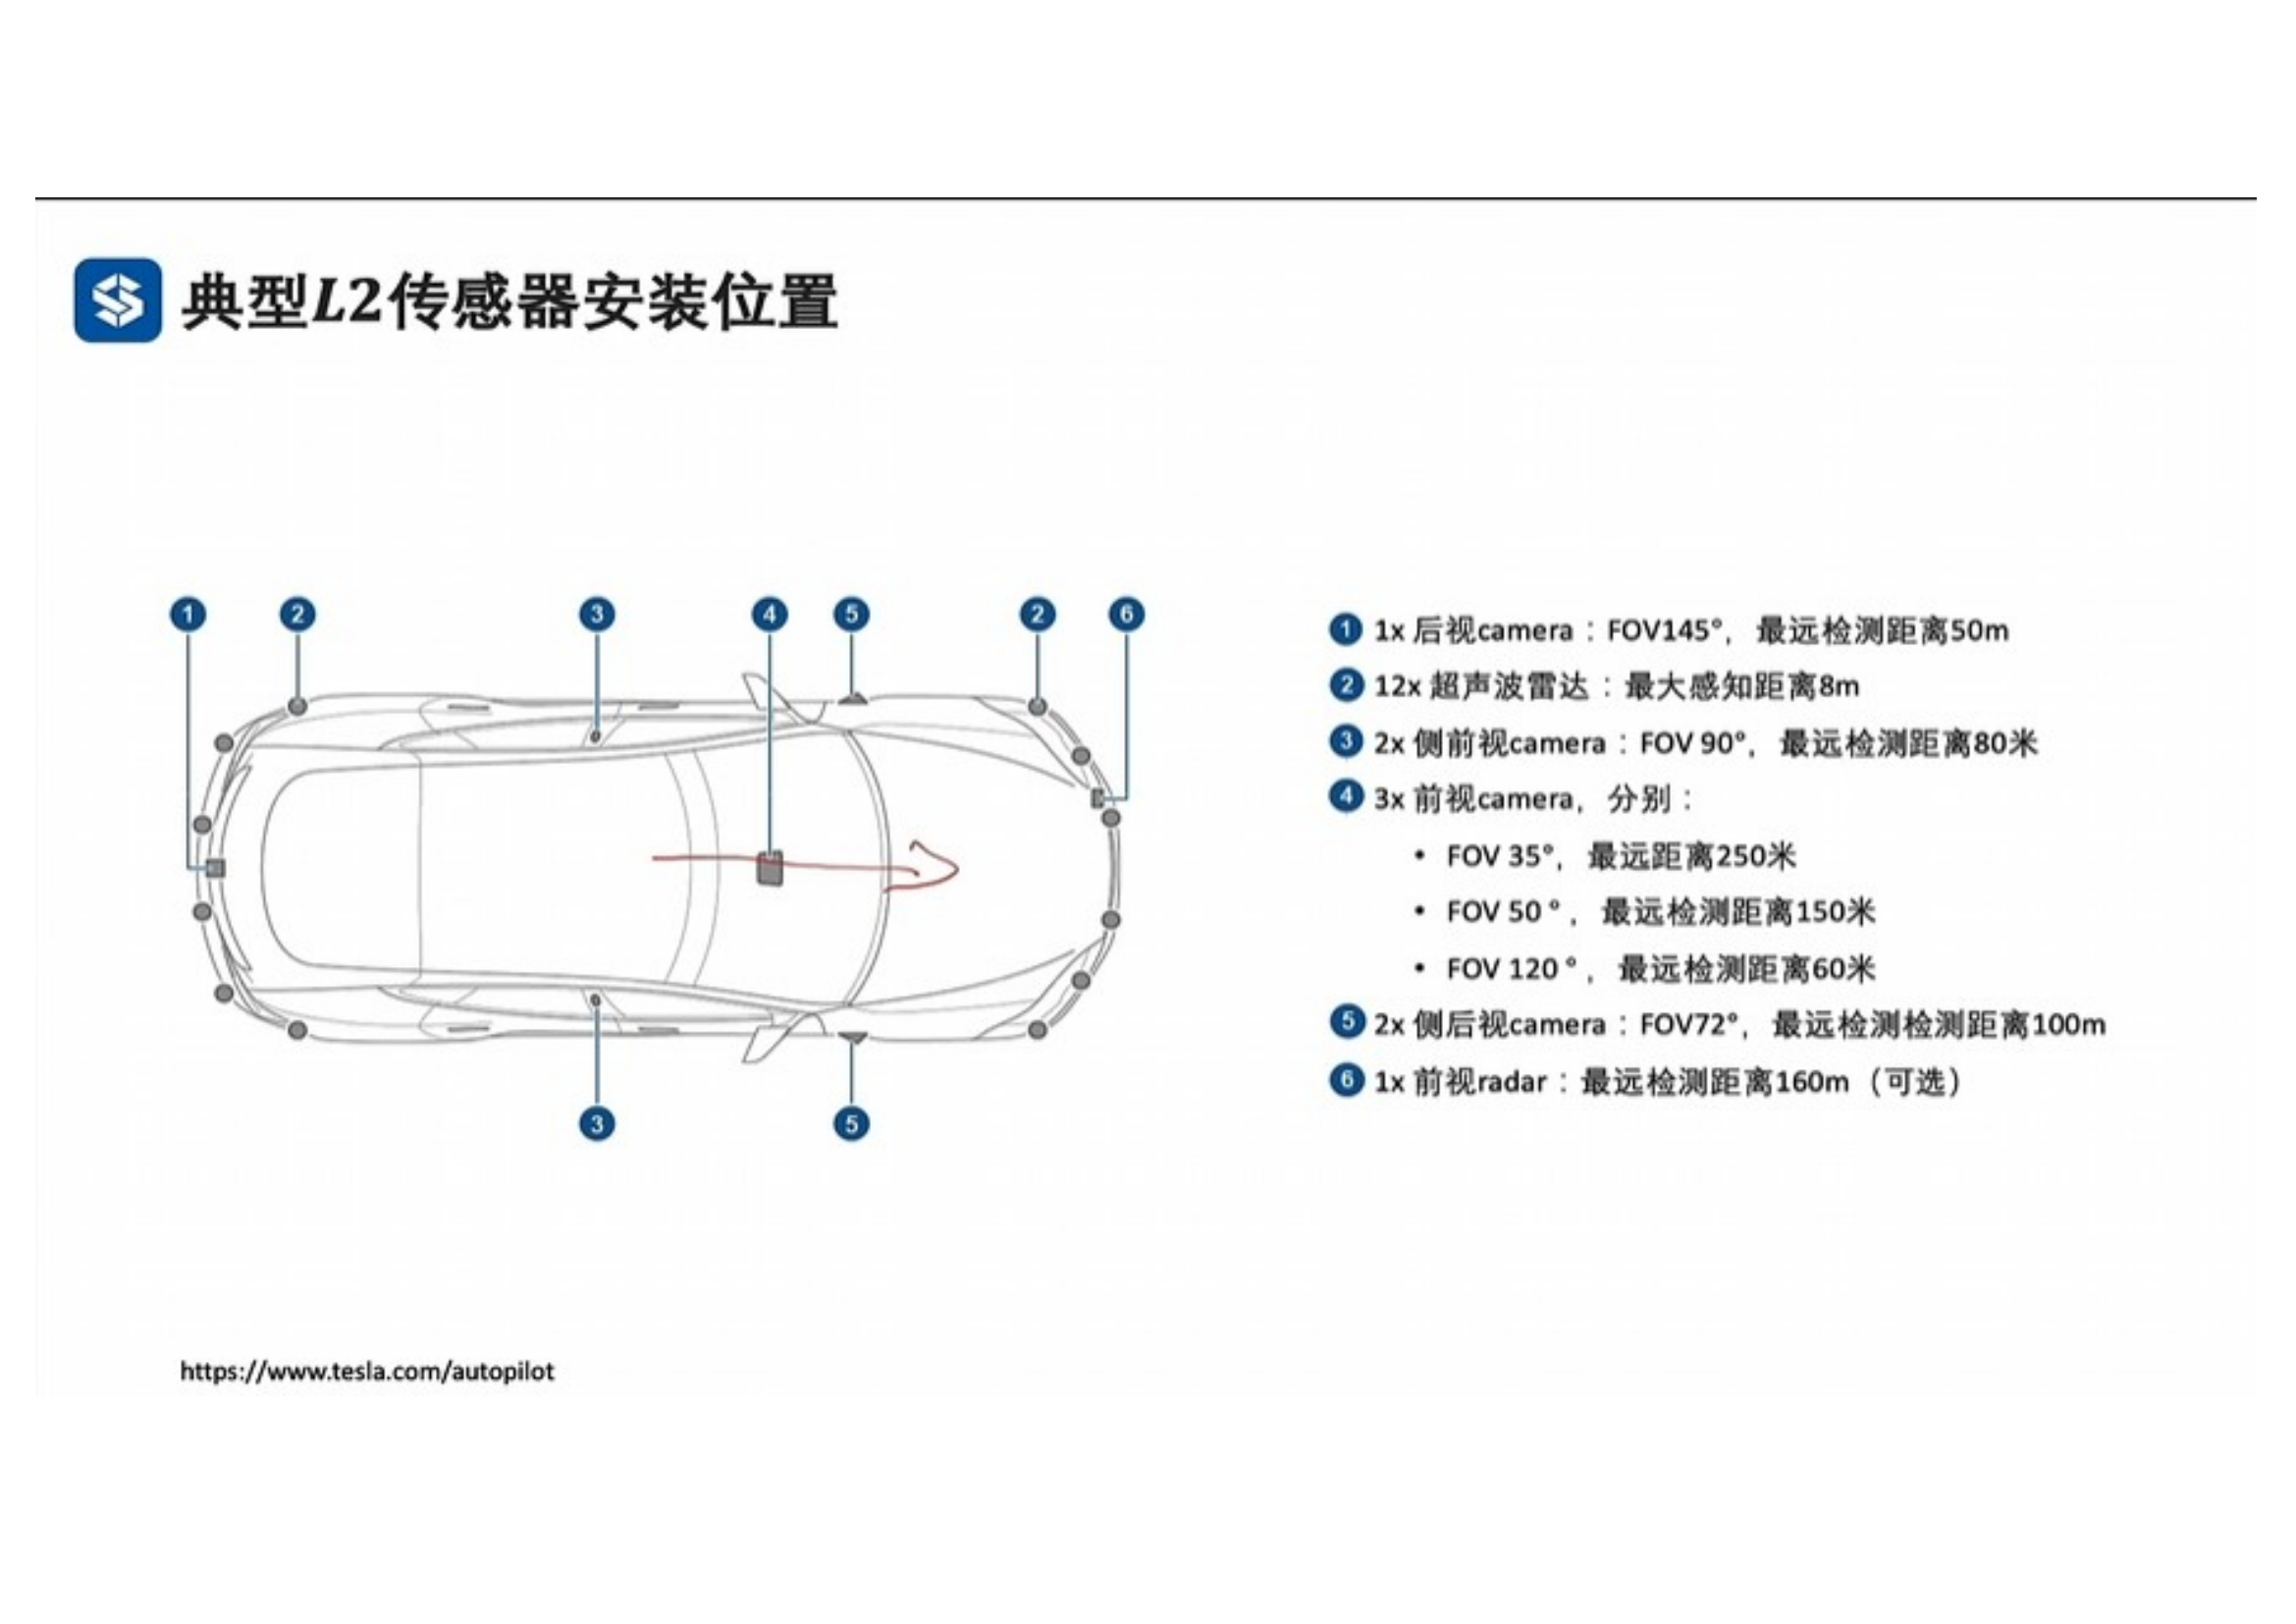 典型L2传感器安装位置
1 2 3 4 5 2 6
3 5
1 1x 后视camera：FOV145°，最远检测距离50m
2 12x 超声波雷达：最大感知距离8m
3 2x 侧前视camera：FOV 90°，最远检测距离80米
4 3x 前视camera，分别：
• FOV 35°，最远距离250米
• FOV 50 °，最远检测距离150米
• FOV 120 °，最远检测距离60米
5 2x 侧后视camera：FOV72°，最远检测检测距离100m
6 1x 前视radar：最远检测距离160m（可选）
https://www.tesla.com/autopilot